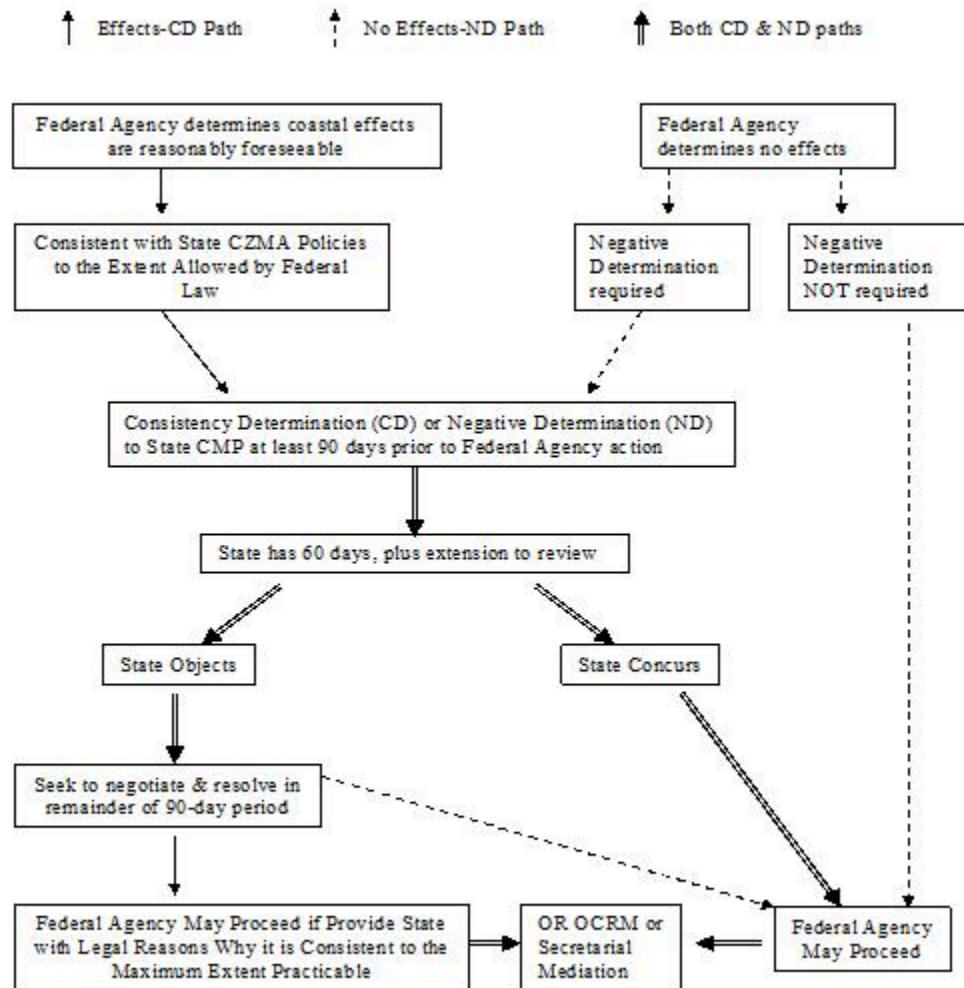 Effects-CD Path
No Effects-ND Path
Both CD & ND paths
Federal Agency determines coastal effects
are reasonably foreseeable
Federal Agency
determines no effects
Consistent with State CZMA Policies
to the Extent Allowed by Federal
Law
Negative
Determination
required
Negative
Determination
NOT required
Consistency Determination (CD) or Negative Determination (ND)
to State CMP at least 90 days prior to Federal Agency action
State has 60 days, plus extension to review
State Objects
State Concurs
Seek to negotiate & resolve in
remainder of 90-day period
Federal Agency May Proceed if Provide State
with Legal Reasons Why it is Consistent to the
Maximum Extent Practicable
OR OCRM or
Secretarial
Mediation
Federal Agency
May Proceed